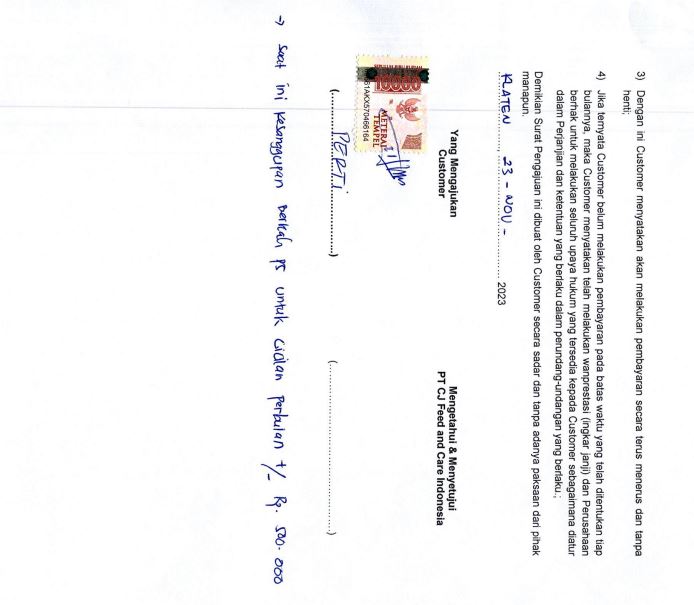 3) Dengan ini Customer menyatakan akan melakukan pembayaran secara terus menerus dan tanpa
henti;
4) Jika ternyata Customer belum melakukan pembayaran pada batas waktu yang telah ditentukan tiap
bulannya, maka Customer menyatakan telah melakukan wanprestasi (ingkar janji) dan Perusahaan
berhak untuk melakukan seluruh upaya hukum yang tersedia kepada Customer sebagaimana diatur
dalam Perjanjian dan ketentuan yang berlaku dalam perundang-undangan yang berlaku.;
Demikian Surat Pengajuan ini dibuat oleh Customer secara sadar dan tanpa adanya paksaan dari pihak
manapun.
KLATEN, 23 - NOV - 2023
Yang Mengajukan
Customer
Mengetahui & Menyetujui
PT CJ Feed and Care Indonesia
10000
METERAI
TEMPEL
61AKX570466164
(PERTI)
(...............................................)
→ Saat ini kesanggupan Berkah PS untuk cicilan perbulan +/- Rp. 500.000